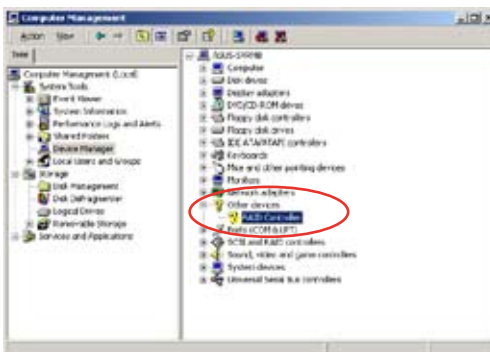 Computer Management
Action View
Tree
Computer Management (Local)
System Tools
Event Viewer
System Information
Performance Logs and Alerts
Shared Folders
Device Manager
Local Users and Groups
Storage
Disk Management
Disk Defragmenter
Logical Drives
Removable Storage
Services and Applications
Computer
Disk drives
Display adapters
DVD/CD-ROM drives
Floppy disk controllers
Floppy disk drives
IDE ATA/ATAPI controllers
Keyboards
Mice and other pointing devices
Monitors
Network adapters
Other devices
RAID Controller
Ports (COM & LPT)
SCSI and RAID controllers
Sound, video and game controllers
System devices
Universal Serial Bus controllers